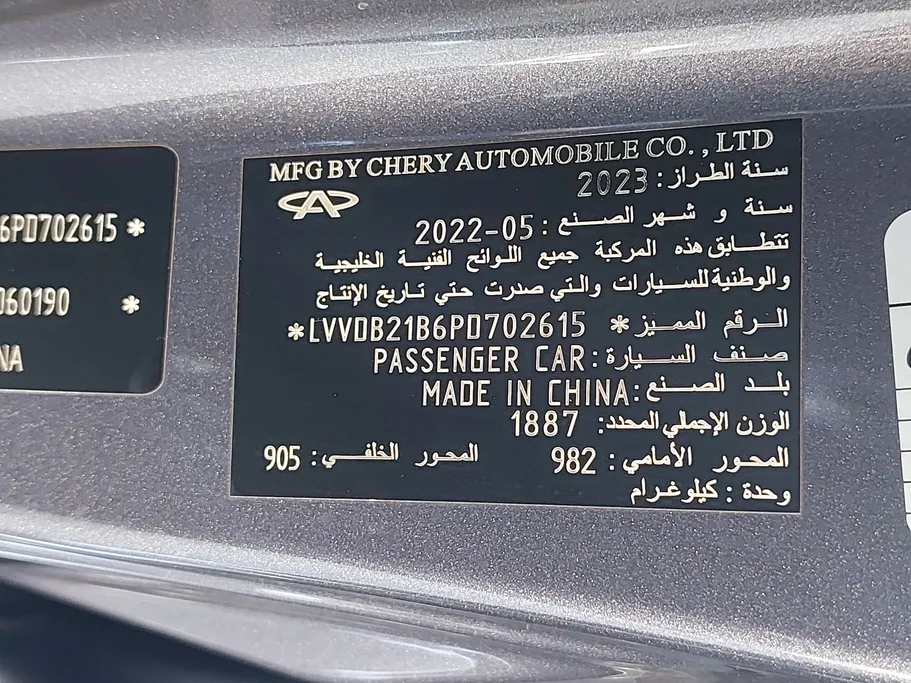 6PD702615 *
060190 *
NA
MFG BY CHERY AUTOMOBILE CO., LTD
سنة الطراز: 2023
سنة و شهر الصنع: 2022-05
تتطابق هذه المركبة جميع اللوائح الفنية الخليجية
والوطنية للسيارات والتي صدرت حتي تاريخ الإنتاج
الرقم المميز* LVVDB21B6PD702615*
صنف السيارة: PASSENGER CAR
بلد الصنع: MADE IN CHINA
الوزن الإجمالي المحدد: 1887
المحور الأمامي: 982 المحور الخلفي: 905
وحدة: كيلوغرام